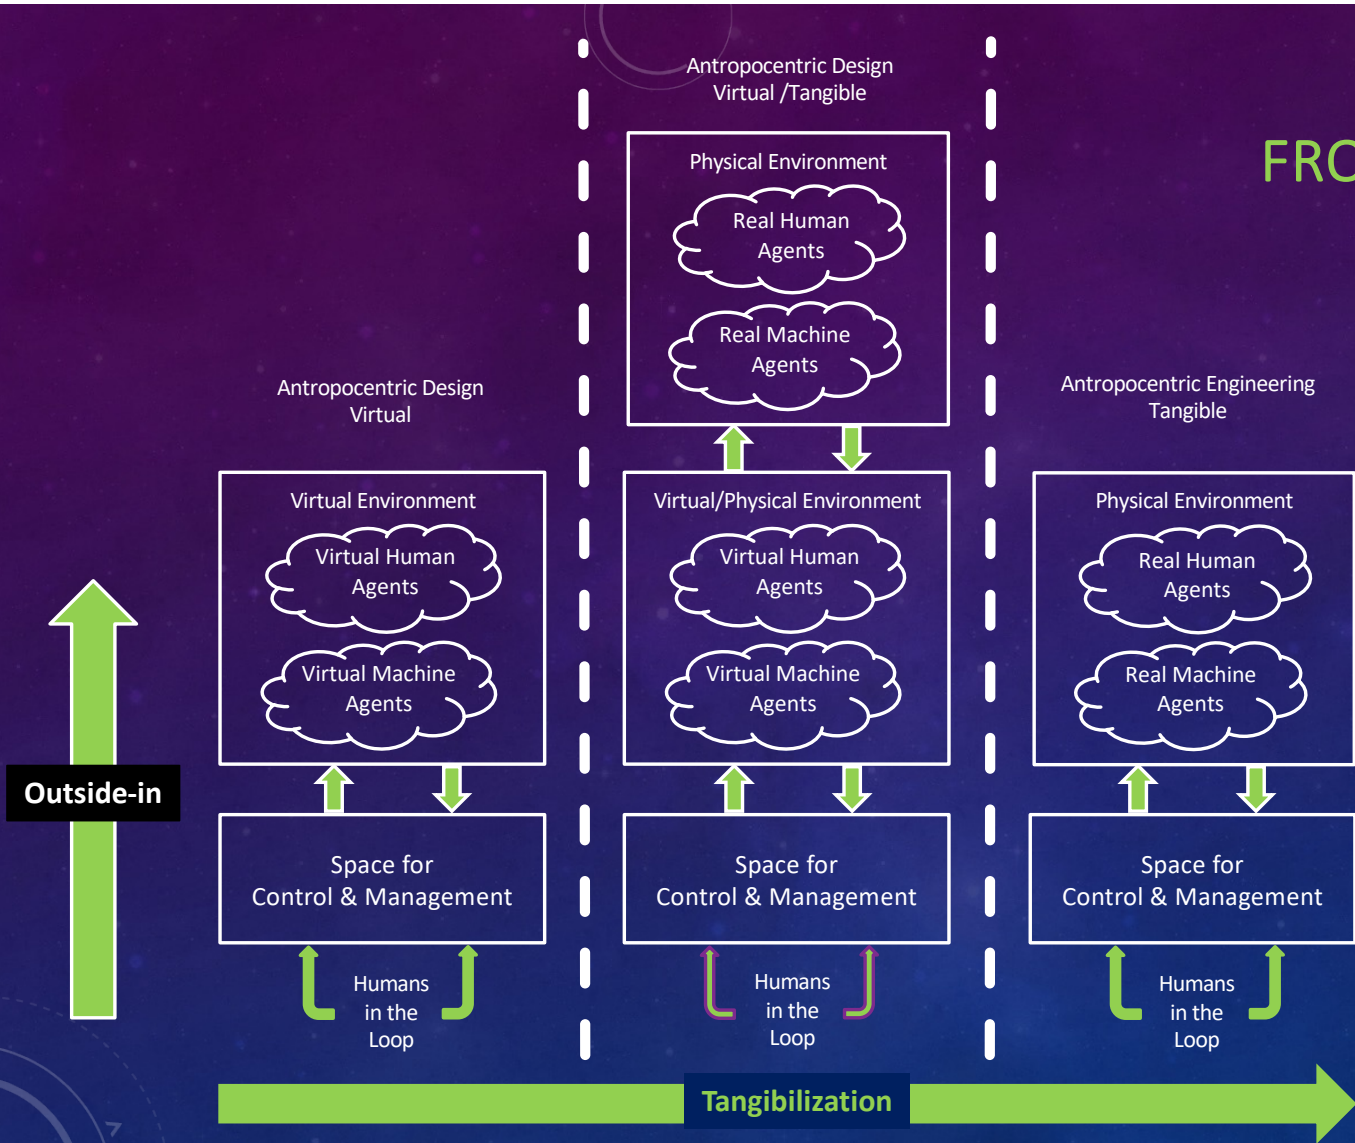 Antropocentric Design
Virtual /Tangible
FRO
Physical Environment
Real Human
Agents
Real Machine
Agents
Antropocentric Design
Virtual
Antropocentric Engineering
Tangible
Virtual Environment
Virtual Human
Agents
Virtual Machine
Agents
Virtual/Physical Environment
Virtual Human
Agents
Virtual Machine
Agents
Physical Environment
Real Human
Agents
Real Machine
Agents
Outside-in
Space for
Control & Management
Space for
Control & Management
Space for
Control & Management
Humans
in the
Loop
Humans
in the
Loop
Humans
in the
Loop
Tangibilization